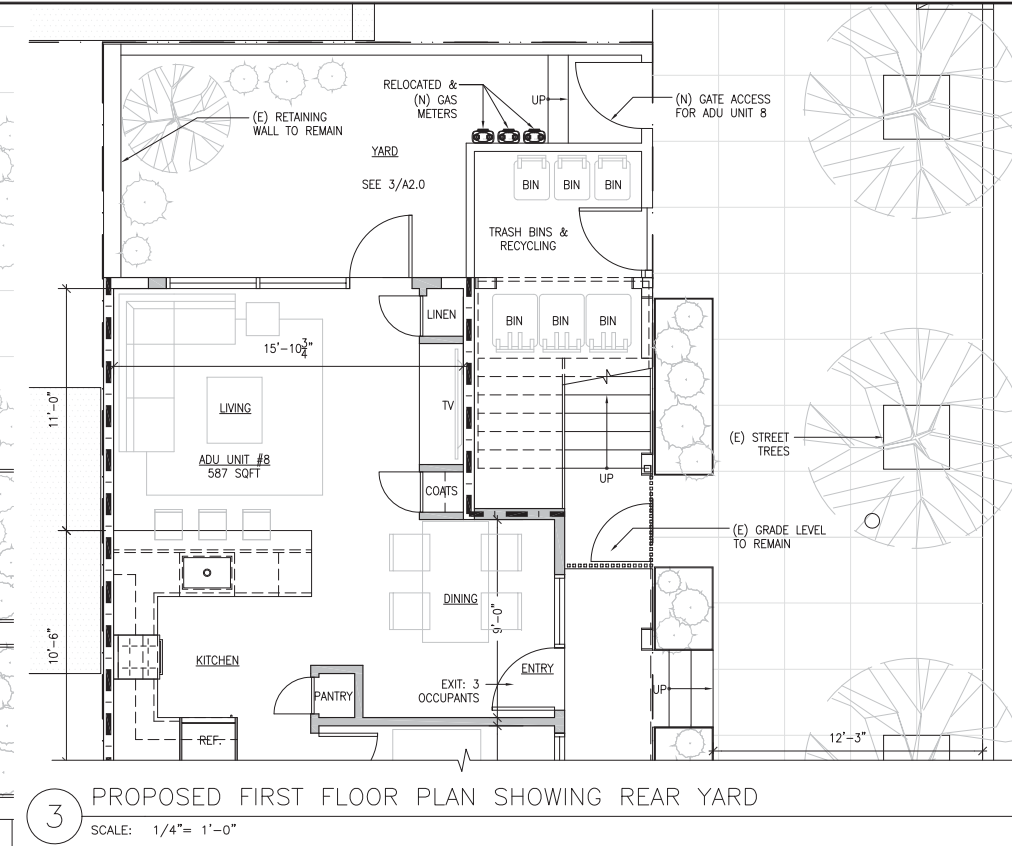 RELOCATED &
(N) GAS
METERS
UP
(N) GATE ACCESS
FOR ADU UNIT 8
(E) RETAINING
WALL TO REMAIN
YARD
SEE 3/A2.0
BIN
BIN
BIN
TRASH BINS &
RECYCLING
LINEN
BIN
BIN
BIN
15'-10 3/4"
11'-0"
LIVING
TV
ADU UNIT #8
587 SQFT
(E) STREET
TREES
COATS
UP
(E) GRADE LEVEL
TO REMAIN
DINING
9'-0"
10'-6"
KITCHEN
ENTRY
EXIT: 3
OCCUPANTS
PANTRY
UP
REF.
12'-3"
3
PROPOSED FIRST FLOOR PLAN SHOWING REAR YARD
SCALE: 1/4"= 1'-0"